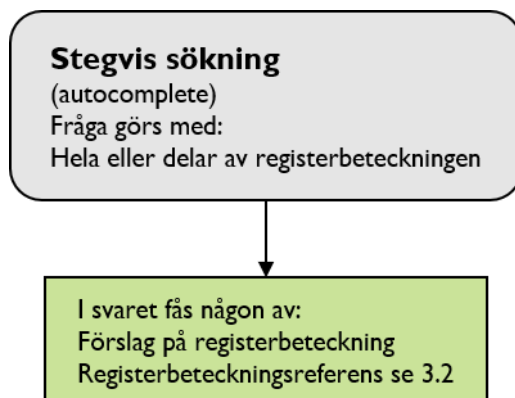 Stegvis sökning
(autocomplete)
Fråga görs med:
Hela eller delar av registerbeteckningen
I svaret fås någon av:
Förslag på registerbeteckning
Registerbeteckningsreferens se 3.2